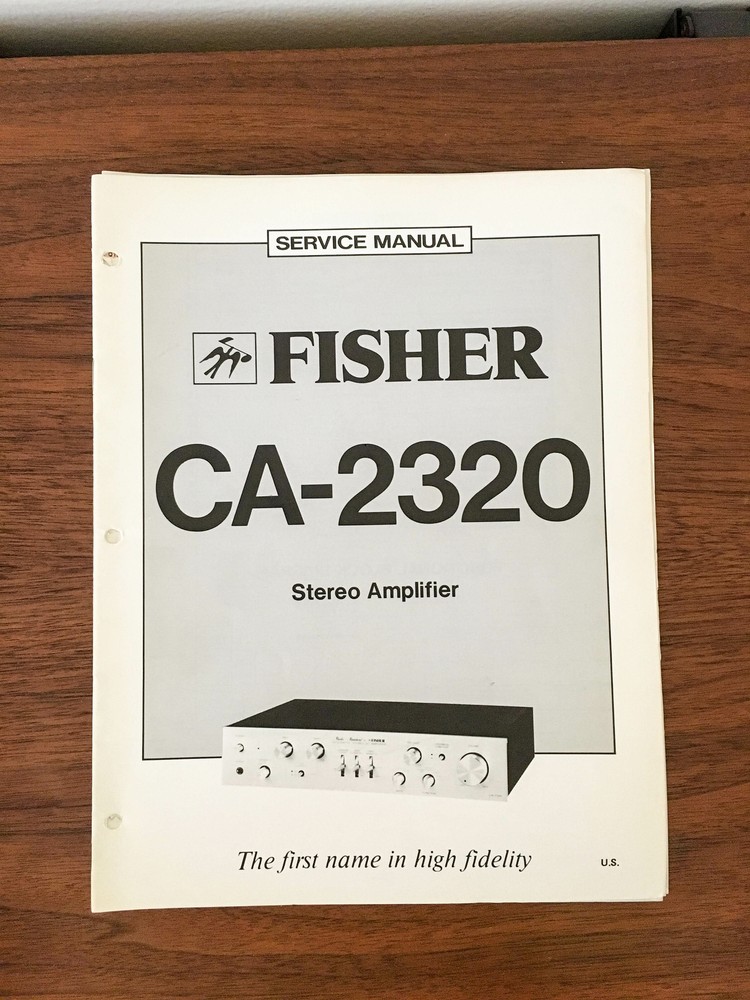 SERVICE MANUAL
FISHER
CA-2320
Stereo Amplifier
The first name in high fidelity
U.S.